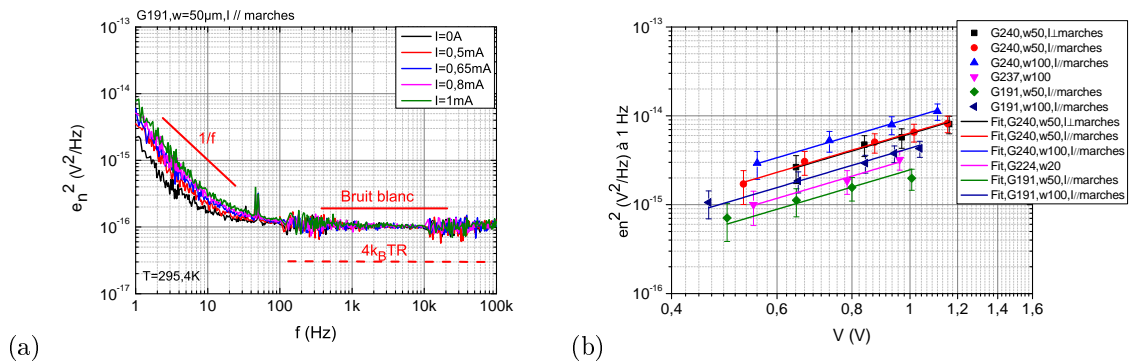 G191,w=50µm,I // marches
I=0A
I=0,5mA
I=0,65mA
I=0,8mA
I=1mA
1/f
Bruit blanc
4kBTR
T=295,4K
10-13
10-14
10-15
10-16
10-17
en2 (V2/Hz)
1 10 100 1k 10k 100k
f (Hz)
(a)
G240,w50,I⊥marches
G240,w50,I//marches
G240,w100,I//marches
G237,w100
G191,w50,I//marches
G191,w100,I//marches
Fit,G240,w50,I⊥marches
Fit,G240,w50,I//marches
Fit,G240,w100,I//marches
Fit,G224,w20
Fit,G191,w50,I//marches
Fit,G191,w100,I//marches
10-13
10-14
10-15
10-16
en2 (V2/Hz) à 1 Hz
0,4 0,6 0,8 1 1,2 1,4 1,6
V (V)
(b)